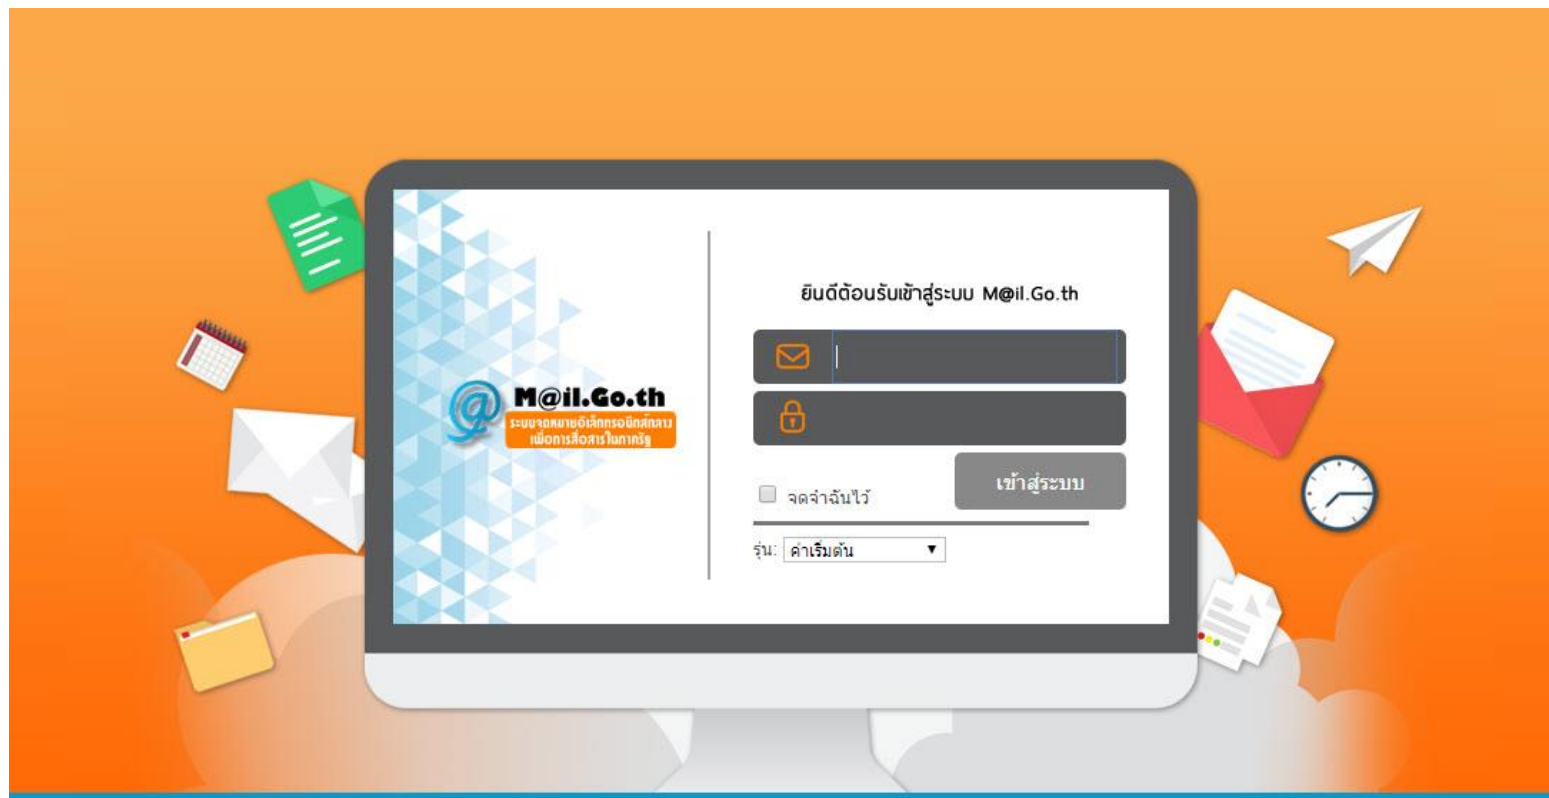 ยินดีต้อนรับเข้าสู่ระบบ M@il.Go.th
@ M@il.Go.th
ระบบจดหมายอิเล็กทรอนิกส์กลาง
เพื่อการสื่อสารในภาครัฐ
จดจำฉันไว้
เข้าสู่ระบบ
รุ่น: ค่าเริ่มต้น